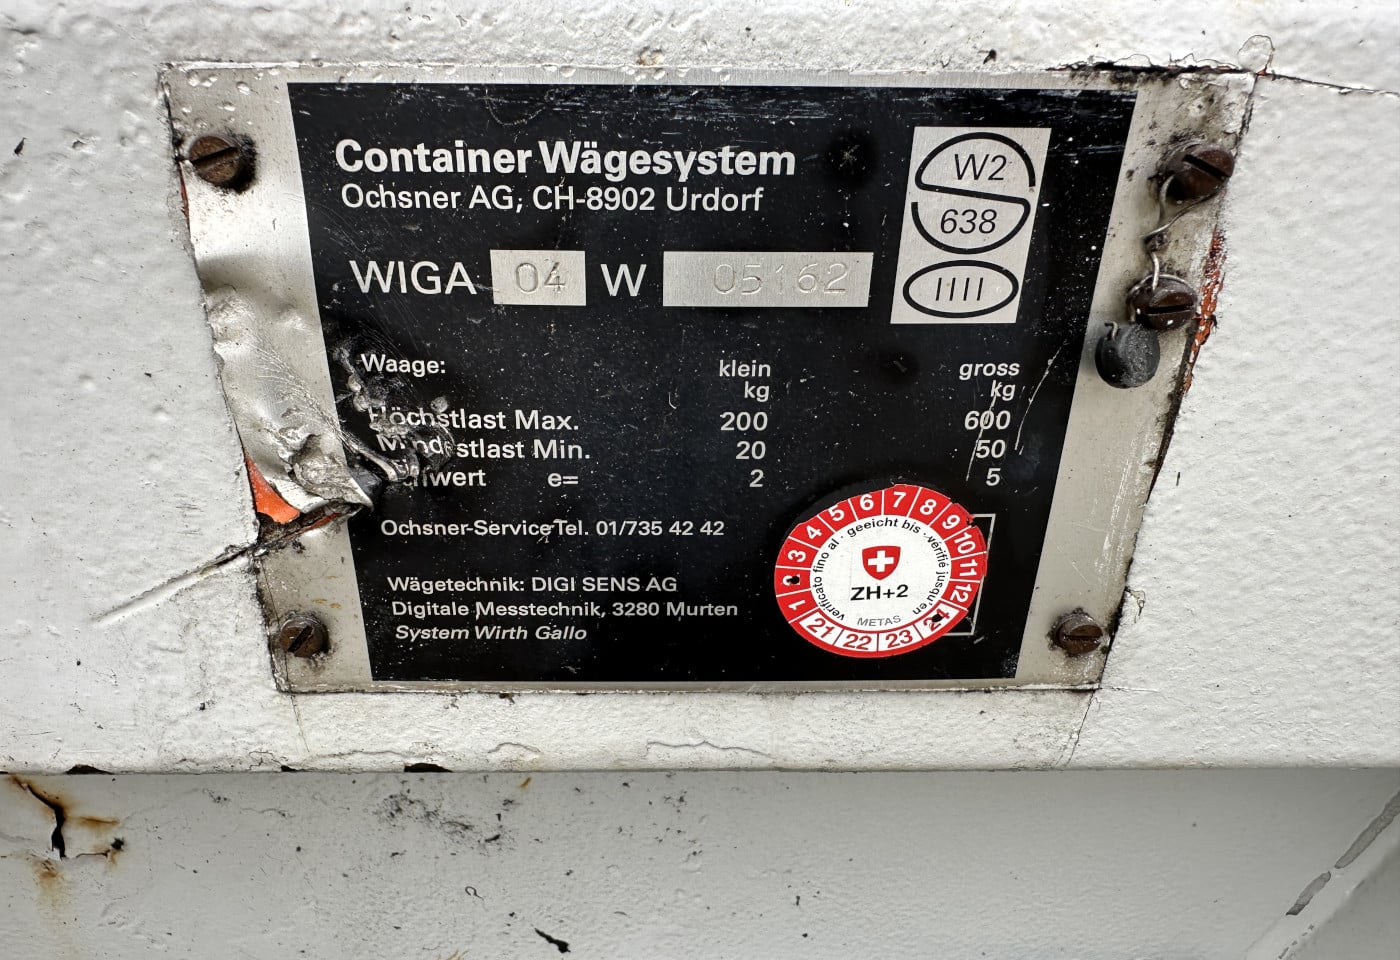 Container Wägesystem
Ochsner AG, CH-8902 Urdorf
WIGA 04 W 05162
W2
638
IIII
Waage: klein gross
kg kg
Höchstlast Max. 200 600
Mindestlast Min. 20 50
e= 2 5
Ochsner-Service Tel. 01/735 42 42
Wägetechnik: DIGI SENS AG
Digitale Messtechnik, 3280 Murten
System Wirth Gallo
1 2 3 4 5 6 7 8 9 10 11 12
verificato fino al · geeicht bis · vérifié jusqu'en
ZH+2
METAS
21 22 23 24